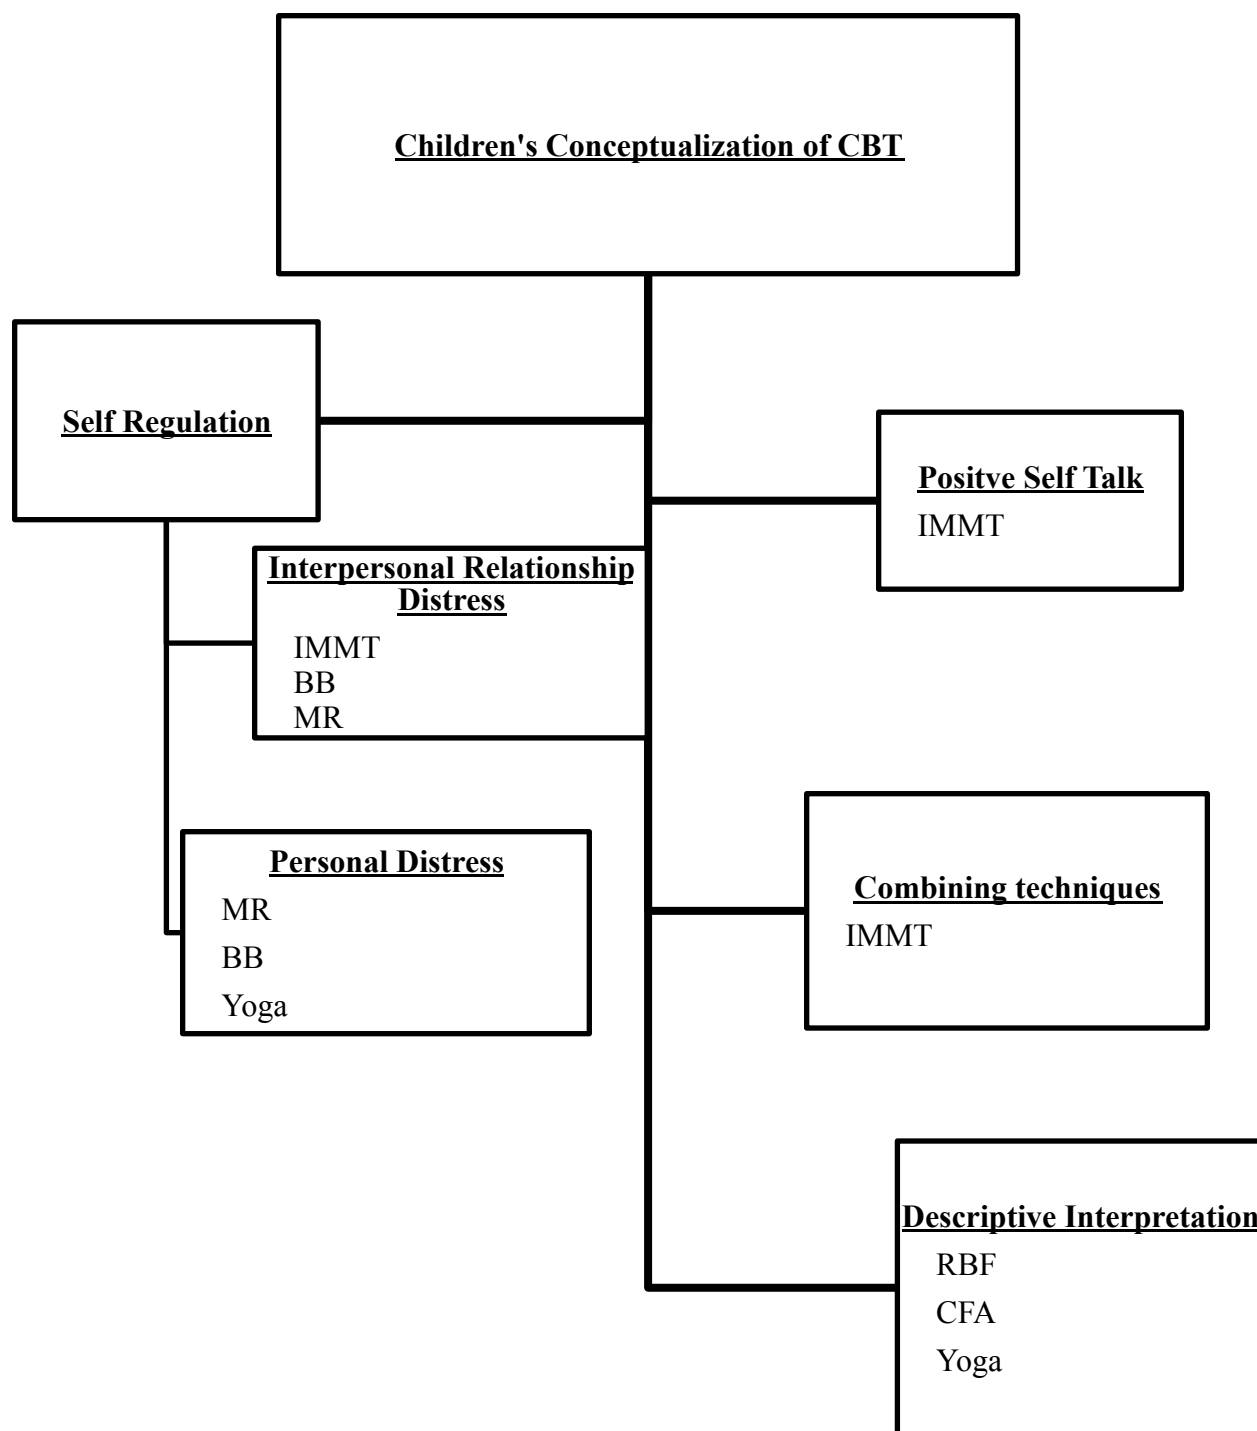 Children's Conceptualization of CBT
Self Regulation
Positve Self Talk
IMMT
Interpersonal Relationship
Distress
IMMT
BB
MR
Personal Distress
MR
BB
Yoga
Combining techniques
IMMT
Descriptive Interpretation
RBF
CFA
Yoga